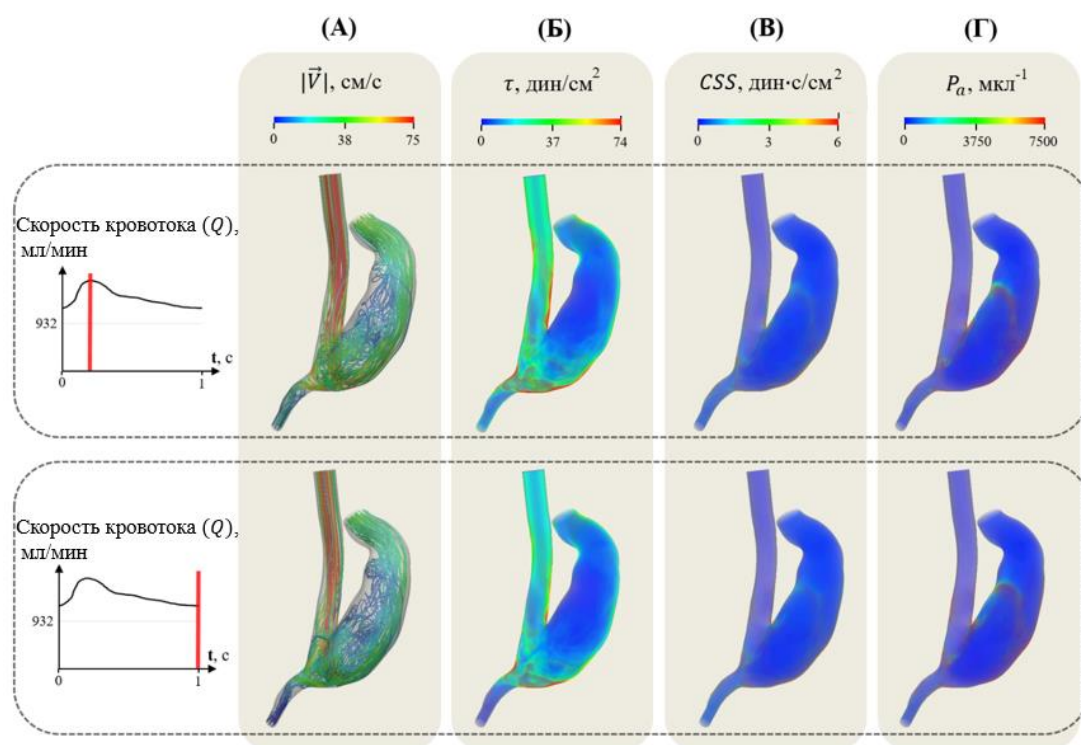 (А) (Б) (В) (Г)
|V⃗|, см/с τ, дин/см² CSS, дин·с/см² Pₐ, мкл⁻¹
0 38 75 0 37 74 0 3 6 0 3750 7500
Скорость кровотока (Q),
мл/мин
932
t, с
0 1
Скорость кровотока (Q),
мл/мин
932
t, с
0 1